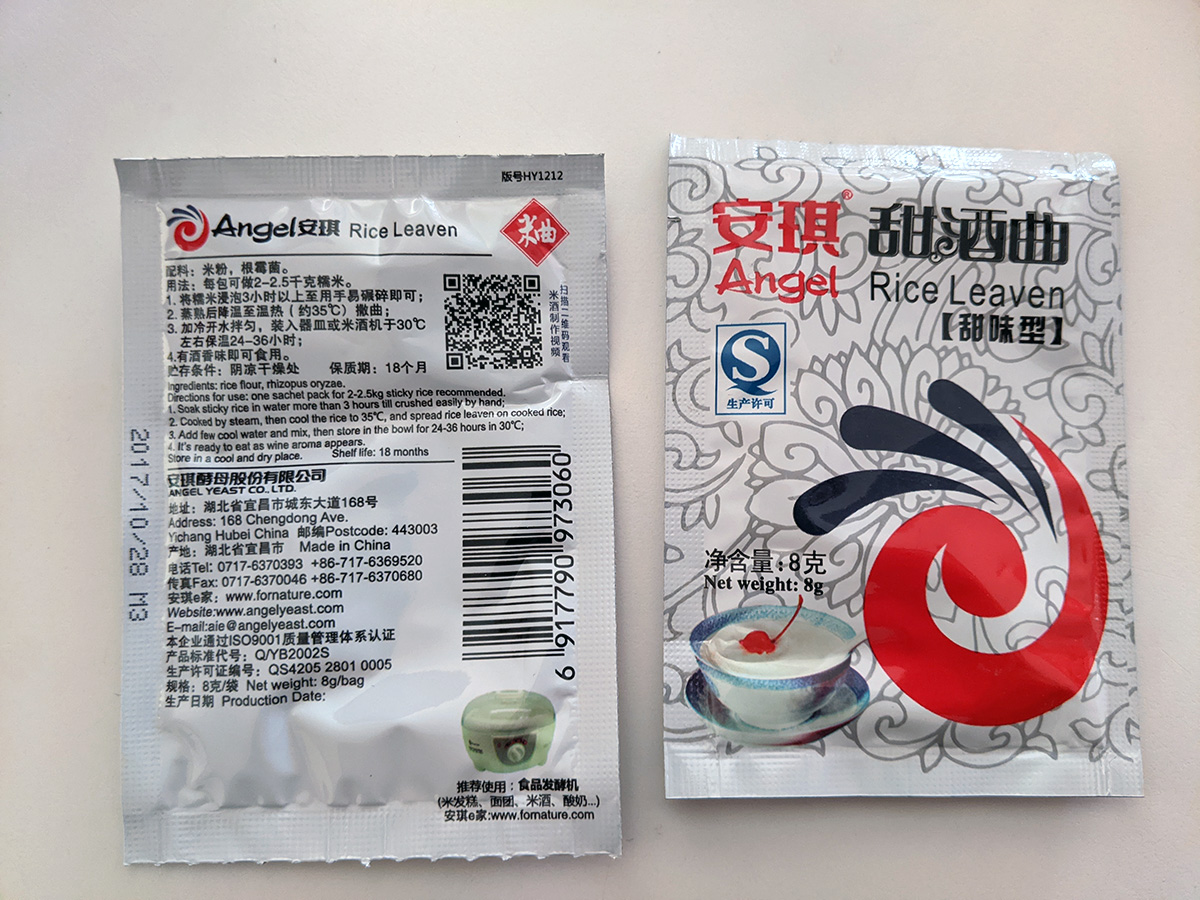 版号HY1212
Angel安琪 Rice Leaven
米曲
配料：米粉，根霉菌。
用法：每包可做2-2.5千克糯米。
1. 将糯米浸泡3小时以上至用手易碾碎即可；
2. 蒸熟后降温至温热（约35℃）撒曲；
3. 加冷开水拌匀，装入器皿或米酒机于30℃
左右保温24-36小时；
4.有酒香味即可食用。
贮存条件：阴凉干燥处 保质期：18个月
扫描二维码观看
米酒制作视频
Ingredients: rice flour, rhizopus oryzae.
Directions for use: one sachet pack for 2-2.5kg sticky rice recommended.
1. Soak sticky rice in water more than 3 hours till crushed easily by hand;
2. Cooked by steam, then cool the rice to 35℃, and spread rice leaven on cooked rice;
3. Add few cool water and mix, then store in the bowl for 24-36 hours in 30℃;
4. It's ready to eat as wine aroma appears.
Store in a cool and dry place. Shelf life: 18 months
安琪酵母股份有限公司
ANGEL YEAST CO., LTD.
地址：湖北省宜昌市城东大道168号
Address: 168 Chengdong Ave.
Yichang Hubei China 邮编Postcode: 443003
产地：湖北省宜昌市 Made in China
电话Tel: 0717-6370393 +86-717-6369520
传真Fax: 0717-6370046 +86-717-6370680
安琪e家：www.fornature.com
Website:www.angelyeast.com
E-mail:aie@angelyeast.com
本企业通过ISO9001质量管理体系认证
产品标准代号：Q/YB2002S
生产许可证编号：QS4205 2801 0005
规格：8克/袋 Net weight: 8g/bag
生产日期 Production Date:
2017/10/28 M3
6 917790 973060
推荐使用：食品发酵机
(米发糕、面团、米酒、酸奶...)
安琪e家:www.fornature.com
安琪® 甜酒曲
Angel Rice Leaven
【甜味型】
S
生产许可
净含量：8克
Net weight: 8g